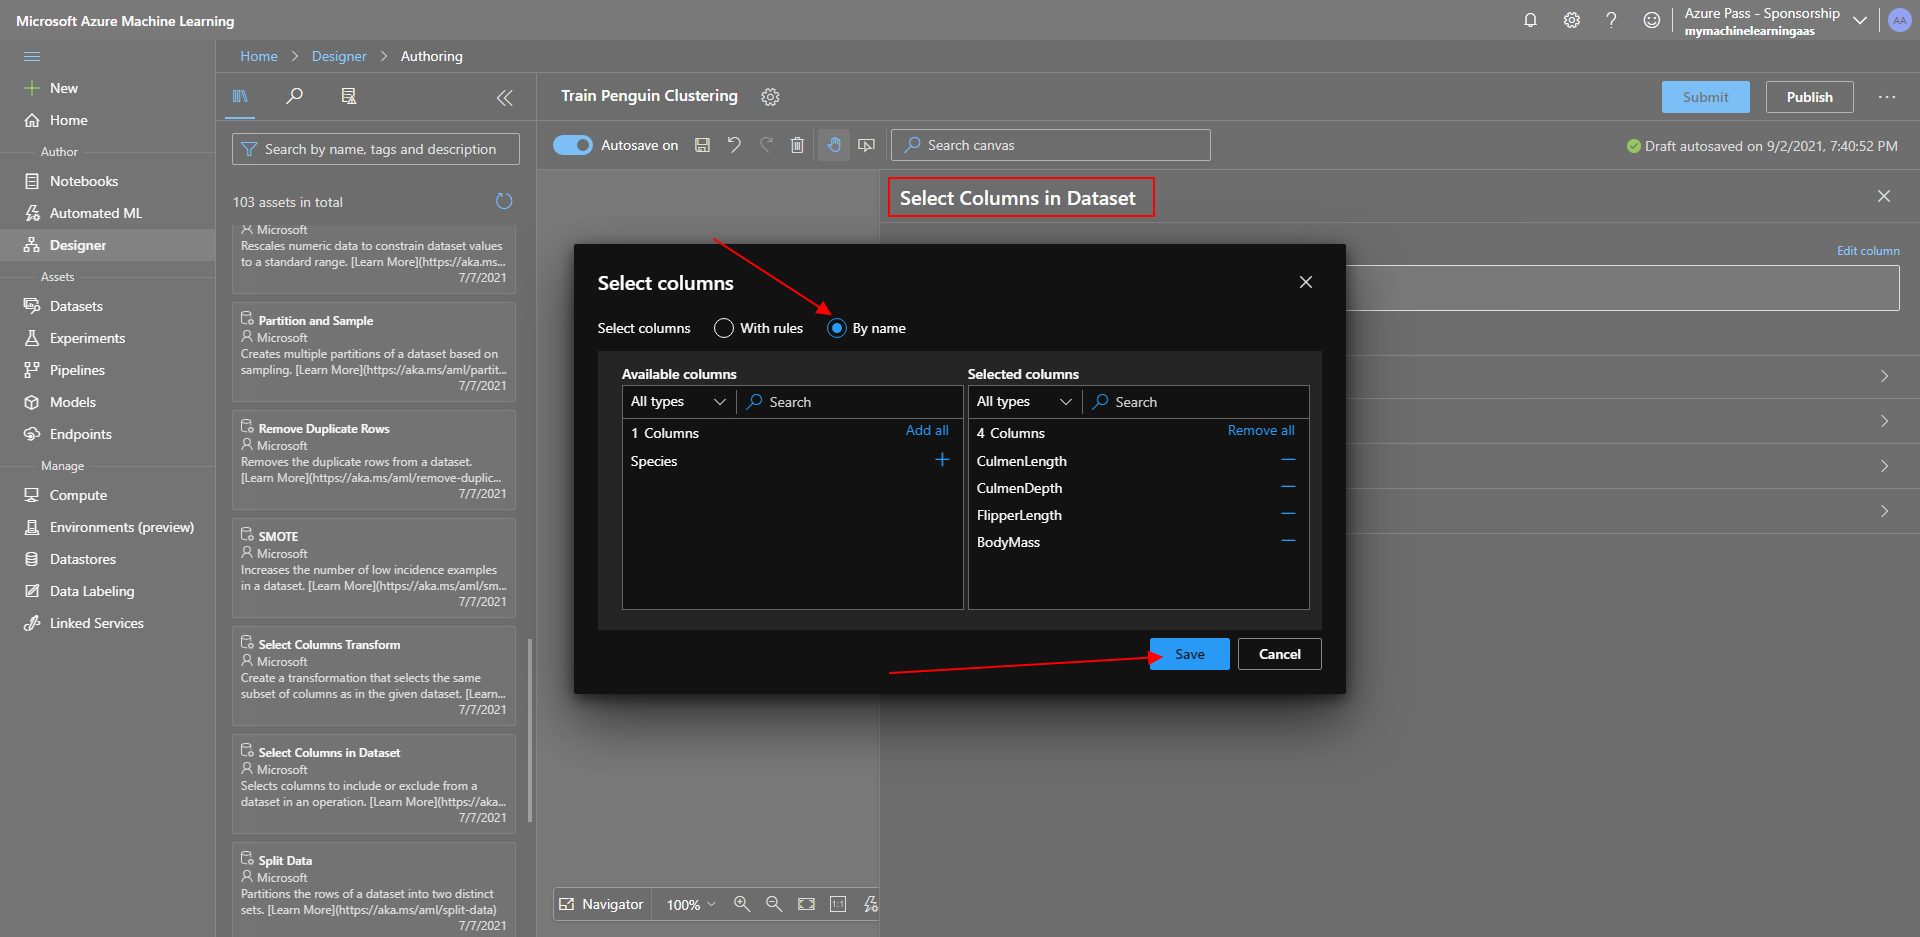 Microsoft Azure Machine Learning
Azure Pass - Sponsorship
mymachinelearningaas
AA
New
Home
Author
Notebooks
Automated ML
Designer
Assets
Datasets
Experiments
Pipelines
Models
Endpoints
Manage
Compute
Environments (preview)
Datastores
Data Labeling
Linked Services
Home > Designer > Authoring
Search by name, tags and description
103 assets in total
Microsoft
Rescales numeric data to constrain dataset values
to a standard range. [Learn More](https://aka.ms...
7/7/2021
Partition and Sample
Microsoft
Creates multiple partitions of a dataset based on
sampling. [Learn More](https://aka.ms/aml/partit...
7/7/2021
Remove Duplicate Rows
Microsoft
Removes the duplicate rows from a dataset.
[Learn More](https://aka.ms/aml/remove-duplic...
7/7/2021
SMOTE
Microsoft
Increases the number of low incidence examples
in a dataset. [Learn More](https://aka.ms/aml/sm...
7/7/2021
Select Columns Transform
Microsoft
Create a transformation that selects the same
subset of columns as in the given dataset. [Learn...
7/7/2021
Select Columns in Dataset
Microsoft
Selects columns to include or exclude from a
dataset in an operation. [Learn More](https://aka...
7/7/2021
Split Data
Microsoft
Partitions the rows of a dataset into two distinct
sets. [Learn More](https://aka.ms/aml/split-data)
7/7/2021
Train Penguin Clustering
Submit
Publish
Autosave on
Search canvas
Draft autosaved on 9/2/2021, 7:40:52 PM
Select Columns in Dataset
Edit column
Select columns
Select columns
With rules
By name
Available columns
All types
Search
1 Columns
Add all
Species
Selected columns
All types
Search
4 Columns
Remove all
CulmenLength
CulmenDepth
FlipperLength
BodyMass
Save
Cancel
Navigator
100%
1:1